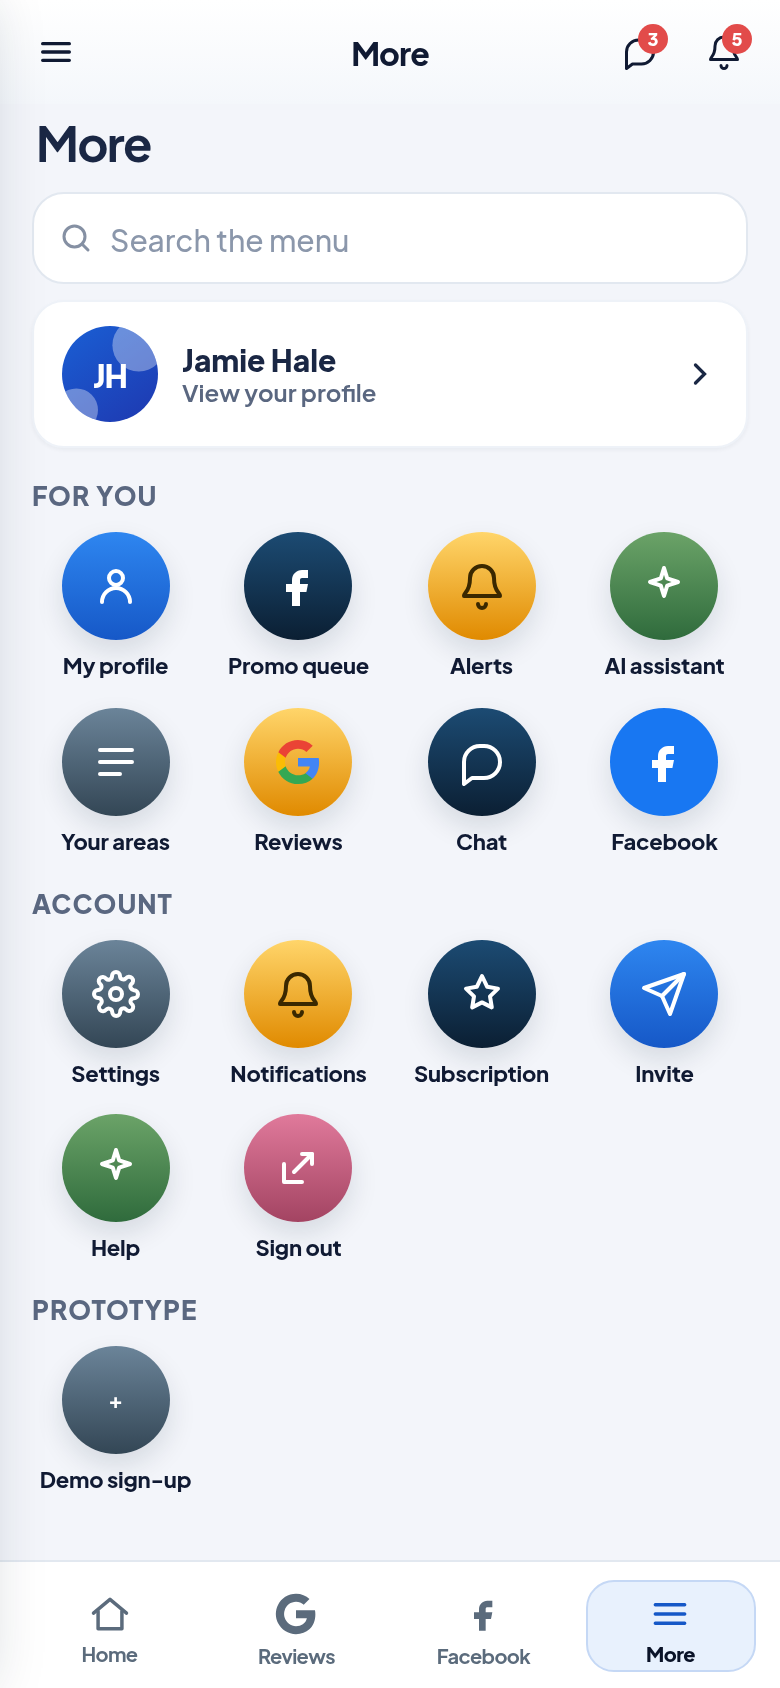 More
3
5
More
Search the menu
JH
Jamie Hale
View your profile
FOR YOU
My profile
Promo queue
Alerts
AI assistant
Your areas
Reviews
Chat
Facebook
ACCOUNT
Settings
Notifications
Subscription
Invite
Help
Sign out
PROTOTYPE
+
Demo sign-up
Home
Reviews
Facebook
More